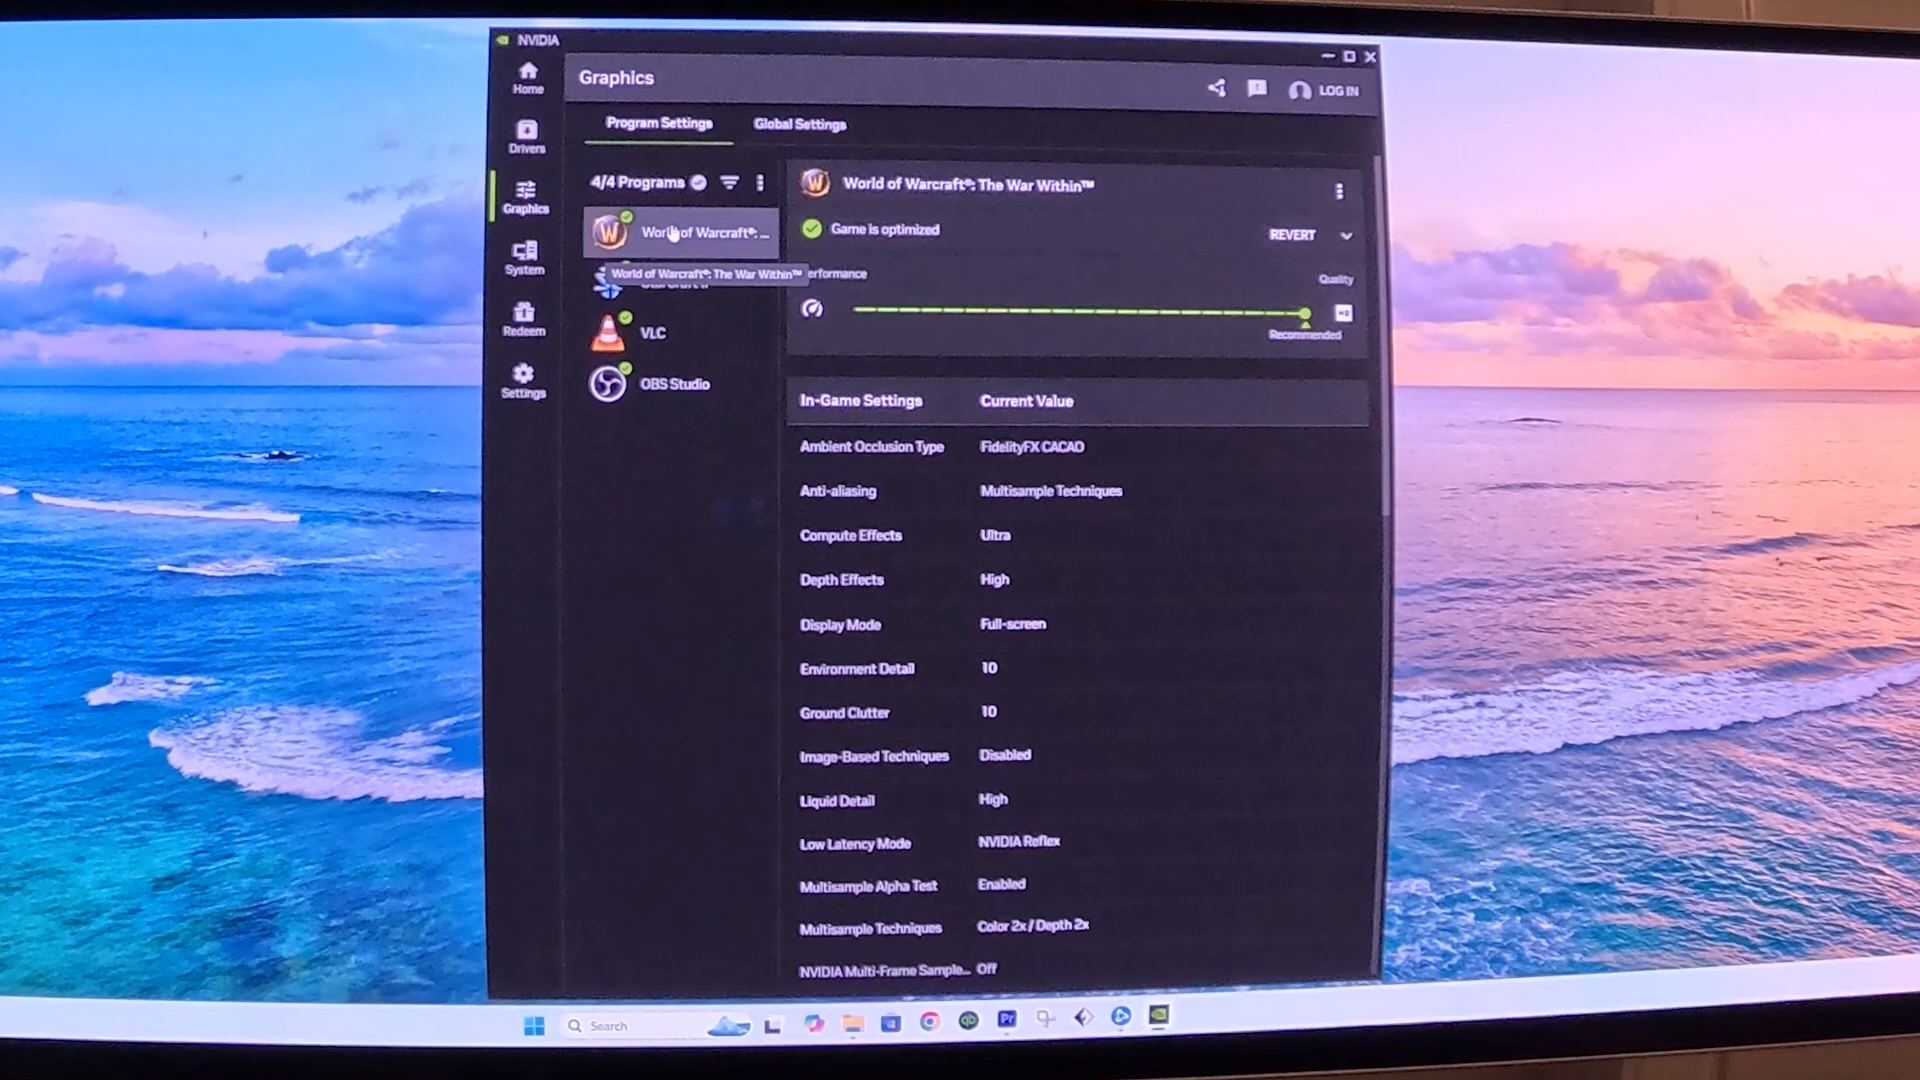 NVIDIA
Home
Drivers
Graphics
System
Redeem
Settings
Graphics
LOG IN
Program Settings
Global Settings
4/4 Programs
World of Warcraft®: ...
World of Warcraft®: The War Within™
VLC
OBS Studio
World of Warcraft®: The War Within™
Game is optimized
REVERT
erformance
Quality
Recommended
In-Game Settings Current Value
Ambient Occlusion Type FidelityFX CACAO
Anti-aliasing Multisample Techniques
Compute Effects Ultra
Depth Effects High
Display Mode Full-screen
Environment Detail 10
Ground Clutter 10
Image-Based Techniques Disabled
Liquid Detail High
Low Latency Mode NVIDIA Reflex
Multisample Alpha Test Enabled
Multisample Techniques Color 2x / Depth 2x
NVIDIA Multi-Frame Sample... Off
Search
qb
Pr